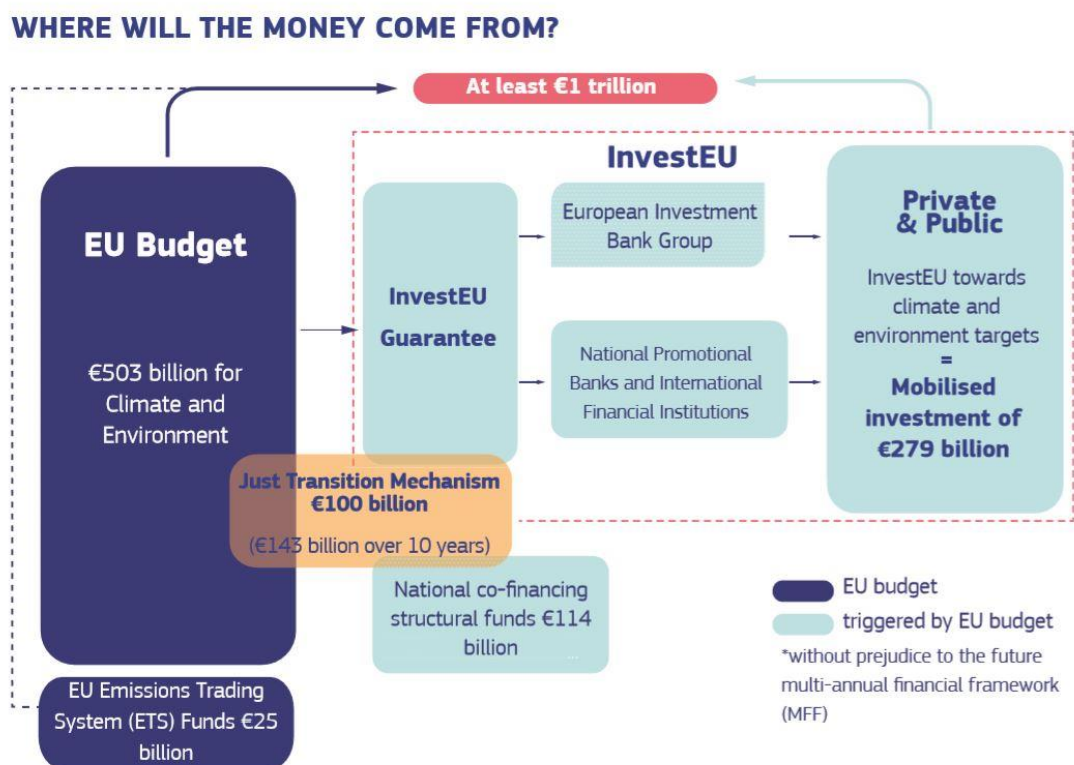 WHERE WILL THE MONEY COME FROM?
At least €1 trillion
InvestEU
EU Budget
€503 billion for
Climate and
Environment
InvestEU
Guarantee
European Investment
Bank Group
National Promotional
Banks and International
Financial Institutions
Private
& Public
InvestEU towards
climate and
environment targets
=
Mobilised
investment of
€279 billion
Just Transition Mechanism
€100 billion
(€143 billion over 10 years)
National co-financing
structural funds €114
billion
...
EU Emissions Trading
System (ETS) Funds €25
billion
EU budget
triggered by EU budget
*without prejudice to the future
multi-annual financial framework
(MFF)